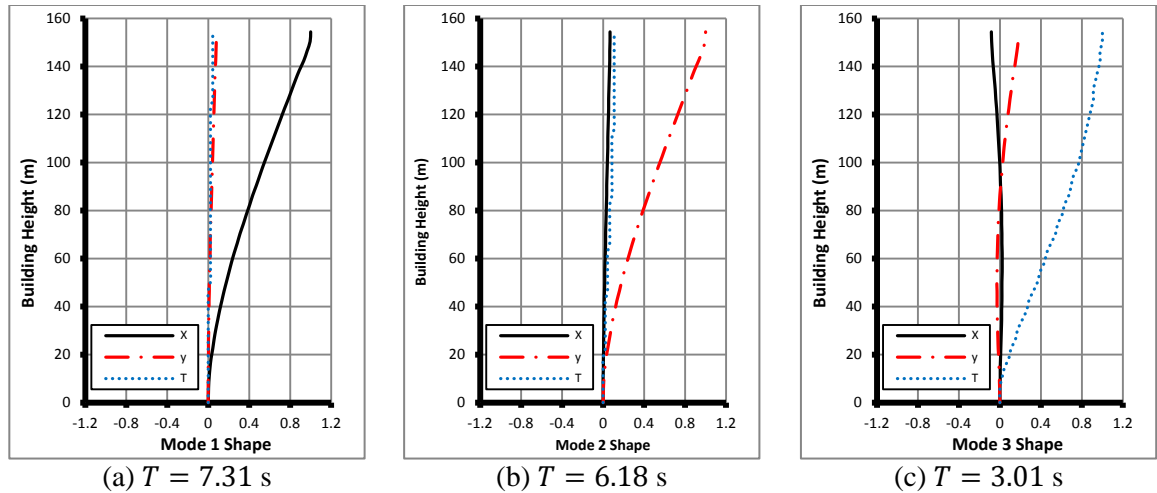 160
140
120
100
80
60
40
20
0
Building Height (m)
X
y
T
-1.2 -0.8 -0.4 0 0.4 0.8 1.2
Mode 1 Shape
(a) T = 7.31 s
160
140
120
100
80
60
40
20
0
Building Height (m)
X
y
T
-1.2 -0.8 -0.4 0 0.4 0.8 1.2
Mode 2 Shape
(b) T = 6.18 s
160
140
120
100
80
60
40
20
0
Building Height (m)
X
y
T
-1.2 -0.8 -0.4 0 0.4 0.8 1.2
Mode 3 Shape
(c) T = 3.01 s